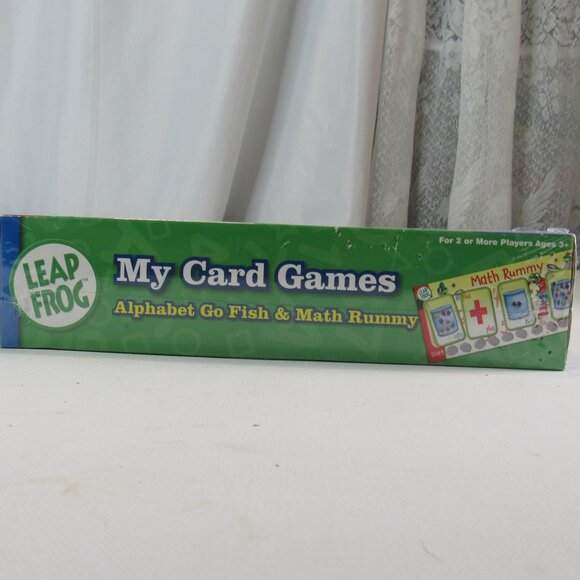 For 2 or More Players Ages 3+
LEAP
FROG™
My Card Games
Alphabet Go Fish & Math Rummy
Math Rummy
Start